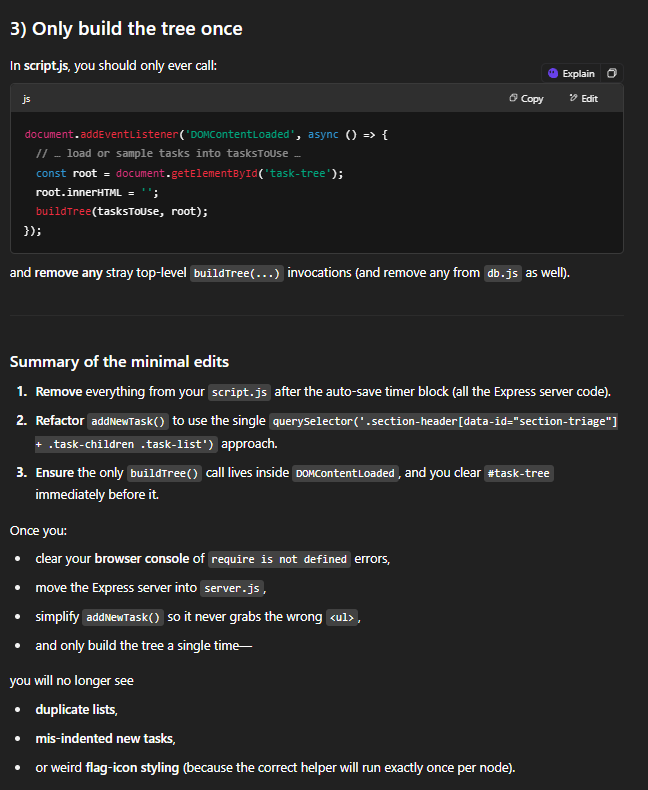 3) Only build the tree once
In script.js, you should only ever call:
Explain
js
Copy
Edit
document.addEventListener('DOMContentLoaded', async () => {
// … load or sample tasks into tasksToUse …
const root = document.getElementById('task-tree');
root.innerHTML = '';
buildTree(tasksToUse, root);
});
and remove any stray top-level buildTree(...) invocations (and remove any from db.js as well).
Summary of the minimal edits
1. Remove everything from your script.js after the auto-save timer block (all the Express server code).
2. Refactor addNewTask() to use the single querySelector('.section-header[data-id="section-triage"]
+ .task-children .task-list') approach.
3. Ensure the only buildTree() call lives inside DOMContentLoaded, and you clear #task-tree
immediately before it.
Once you:
• clear your browser console of require is not defined errors,
• move the Express server into server.js,
• simplify addNewTask() so it never grabs the wrong <ul>,
• and only build the tree a single time—
you will no longer see
• duplicate lists,
• mis-indented new tasks,
• or weird flag-icon styling (because the correct helper will run exactly once per node).